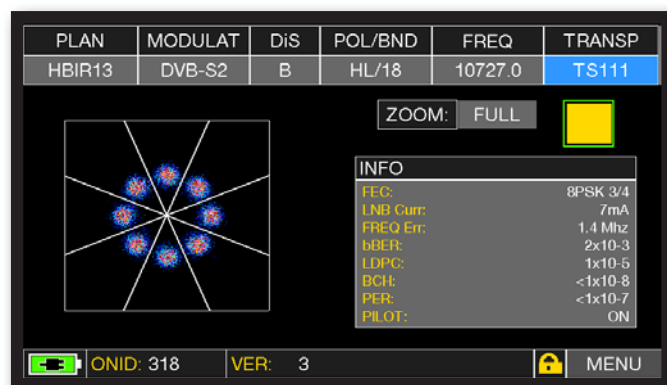 PLAN MODULAT DiS POL/BND FREQ TRANSP
HBIR13 DVB-S2 B HL/18 10727.0 TS111
ZOOM: FULL
INFO
FEC: 8PSK 3/4
LNB Curr: 7mA
FREQ Err: 1.4 Mhz
bBER: 2x10-3
LDPC: 1x10-5
BCH: <1x10-8
PER: <1x10-7
PILOT: ON
ONID: 318 VER: 3 MENU